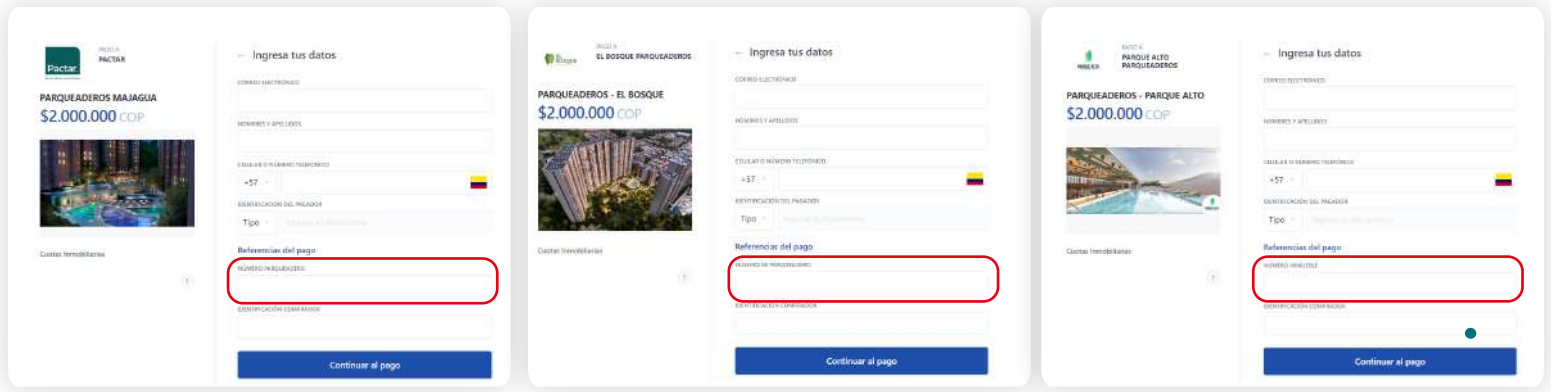 Pactar.
PAGO A
PACTAR
PARQUEADEROS MAJAGUA
$2.000.000 COP
Cuotas Inmobiliarias
← Ingresa tus datos
CORREO ELECTRÓNICO
NOMBRES Y APELLIDOS
CELULAR O NÚMERO TELEFÓNICO
+57
IDENTIFICACIÓN DEL PAGADOR
Tipo
Referencias del pago
NÚMERO PARQUEADERO
IDENTIFICACIÓN COMPRADOR
Continuar al pago
PAGO A
EL BOSQUE PARQUEADEROS
PARQUEADEROS - EL BOSQUE
$2.000.000 COP
Cuotas Inmobiliarias
← Ingresa tus datos
CORREO ELECTRÓNICO
NOMBRES Y APELLIDOS
CELULAR O NÚMERO TELEFÓNICO
+57
IDENTIFICACIÓN DEL PAGADOR
Tipo
Referencias del pago
NÚMERO DE PARQUEADERO
IDENTIFICACIÓN COMPRADOR
Continuar al pago
PAGO A
PARQUE ALTO
PARQUEADEROS
PARQUEADEROS - PARQUE ALTO
$2.000.000 COP
Cuotas Inmobiliarias
← Ingresa tus datos
CORREO ELECTRÓNICO
NOMBRES Y APELLIDOS
CELULAR O NÚMERO TELEFÓNICO
+57
IDENTIFICACIÓN DEL PAGADOR
Tipo
Referencias del pago
NÚMERO INMUEBLE
IDENTIFICACIÓN COMPRADOR
Continuar al pago